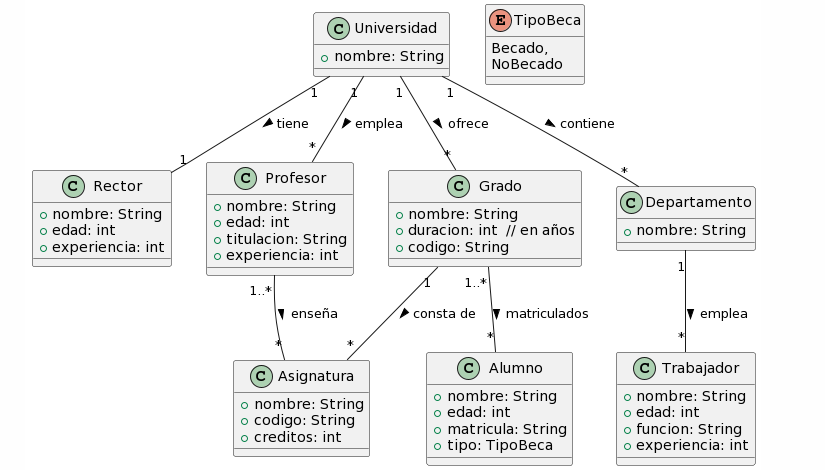 C Universidad
nombre: String
E TipoBeca
Becado,
NoBecado
1
1
1
1
tiene
emplea
ofrece
contiene
1
*
*
*
C Rector
nombre: String
edad: int
experiencia: int
C Profesor
nombre: String
edad: int
titulacion: String
experiencia: int
C Grado
nombre: String
duracion: int // en años
codigo: String
C Departamento
nombre: String
1..*
1
1..*
1
enseña
consta de
matriculados
emplea
*
*
*
*
C Asignatura
nombre: String
codigo: String
creditos: int
C Alumno
nombre: String
edad: int
matricula: String
tipo: TipoBeca
C Trabajador
nombre: String
edad: int
funcion: String
experiencia: int